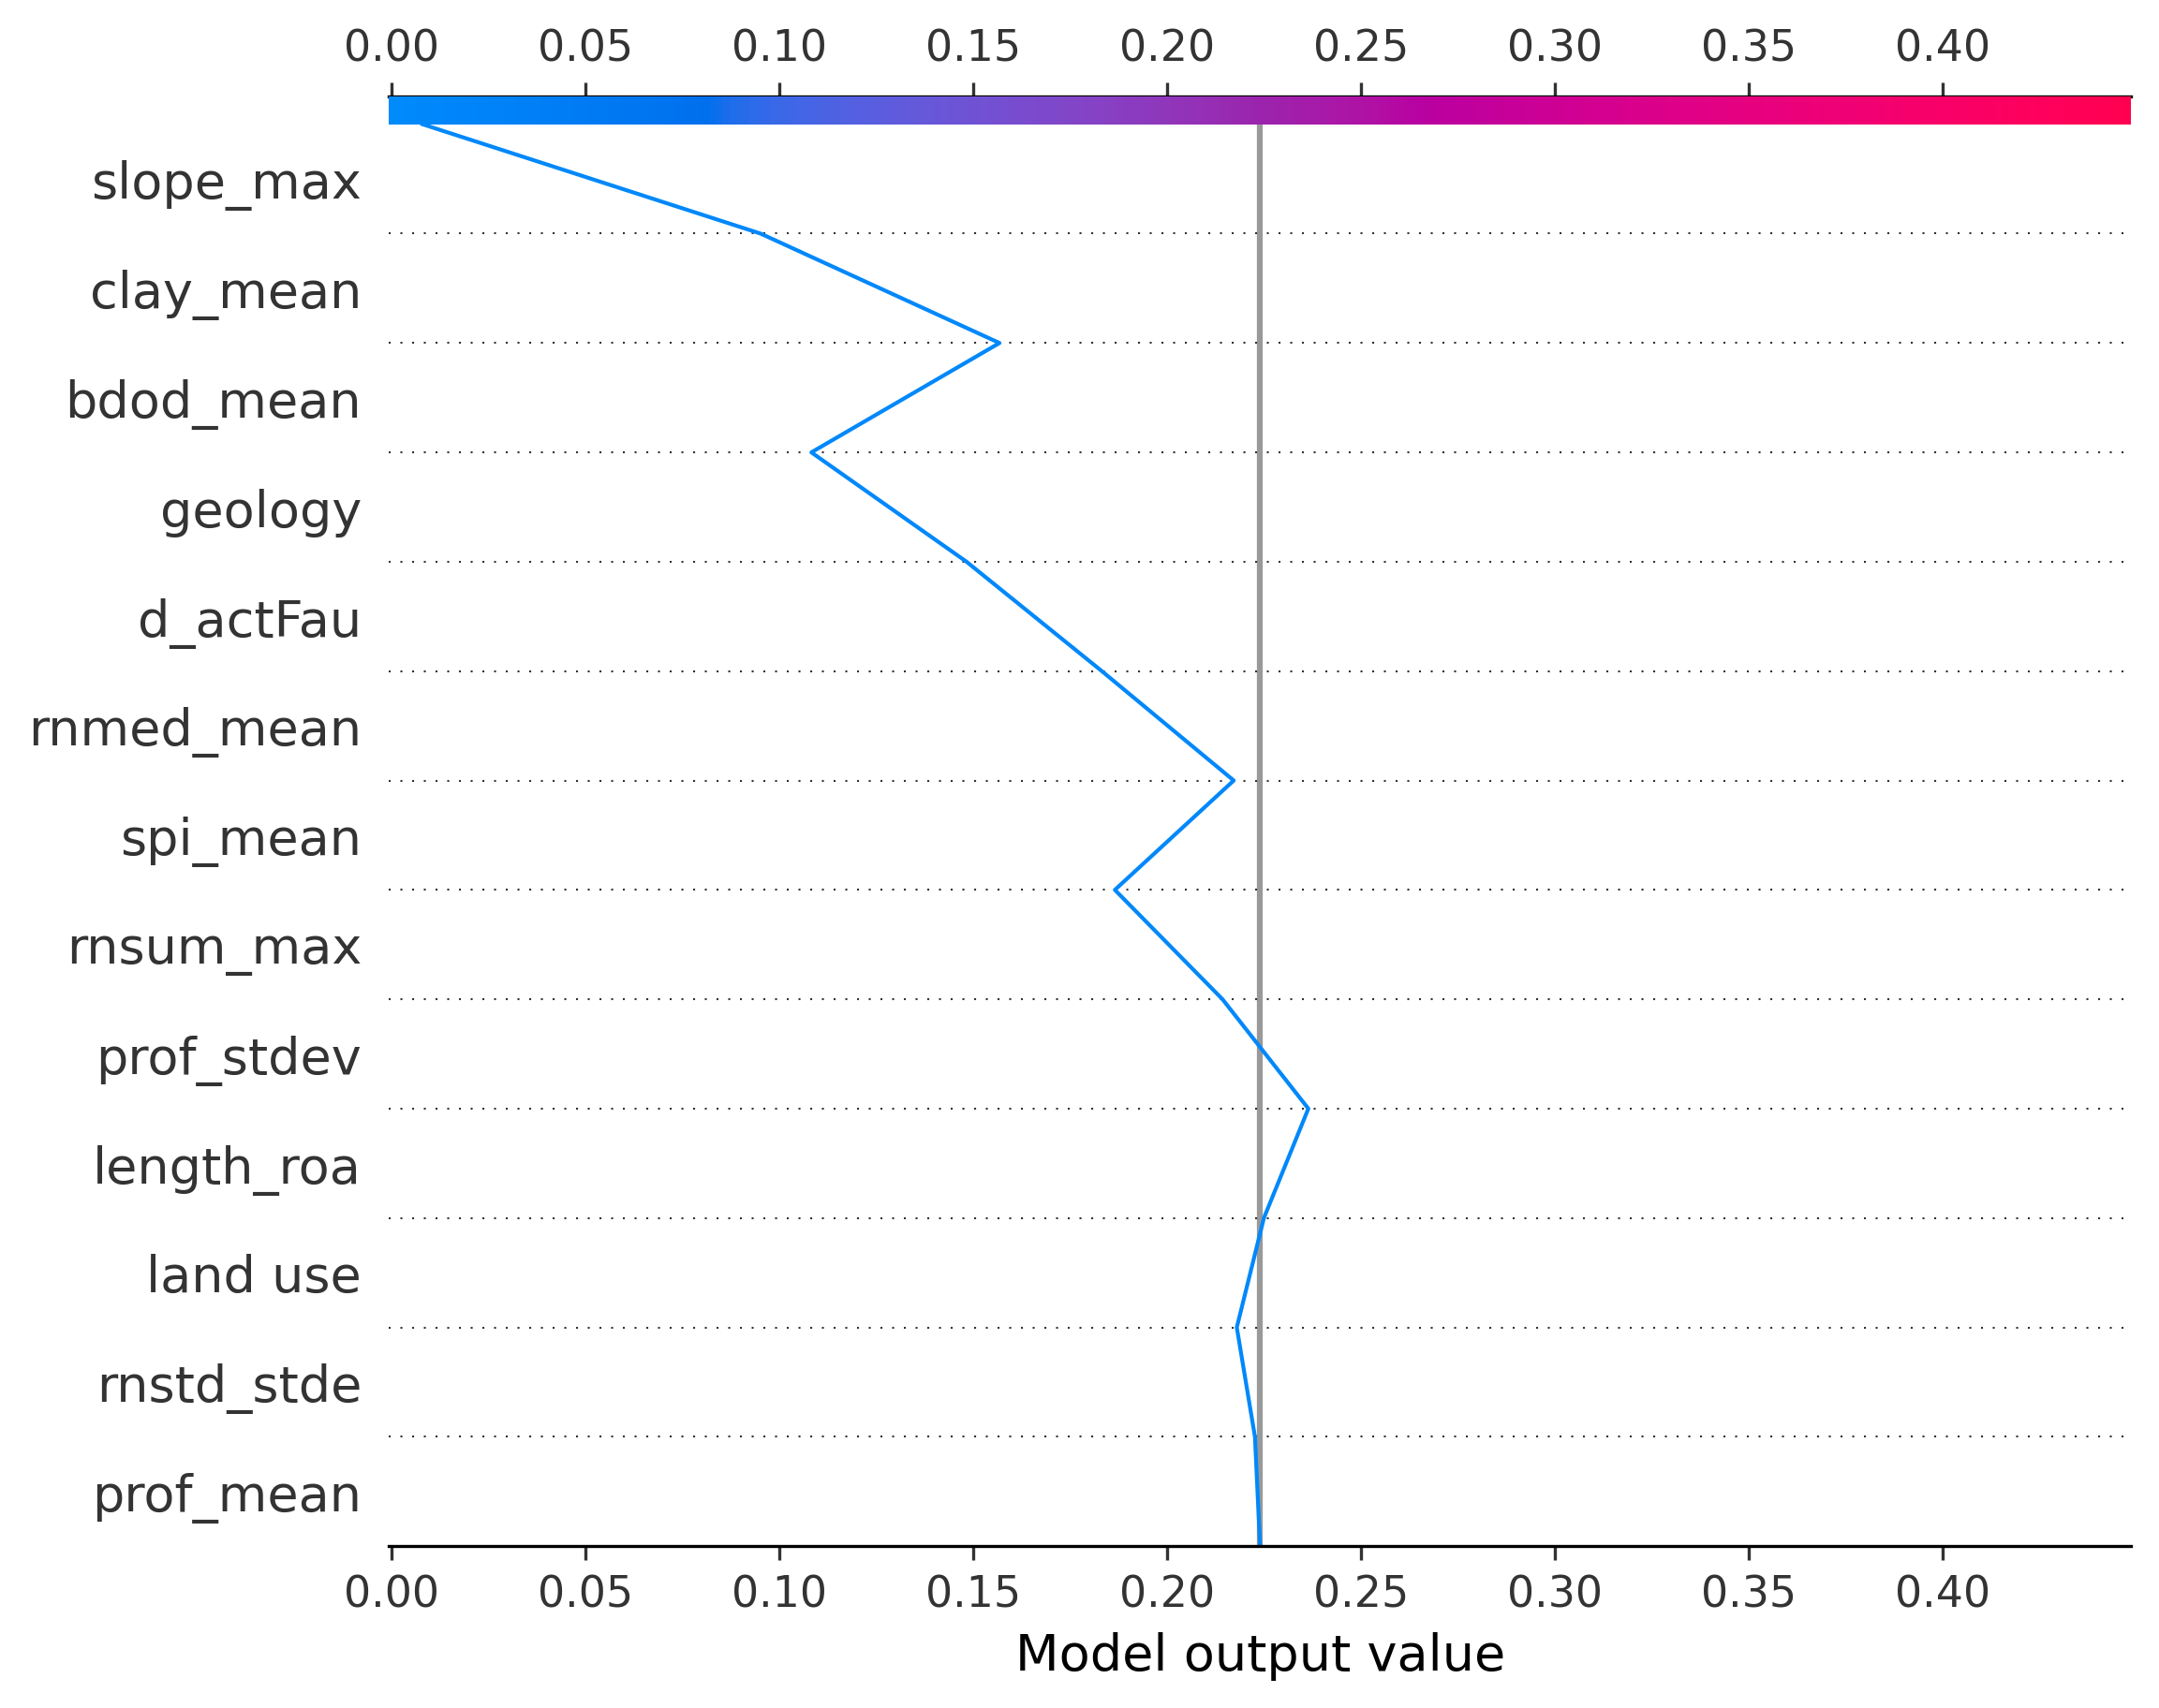 0.00 0.05 0.10 0.15 0.20 0.25 0.30 0.35 0.40
slope_max
clay_mean
bdod_mean
geology
d_actFau
rnmed_mean
spi_mean
rnsum_max
prof_stdev
length_roa
land use
rnstd_stde
prof_mean
0.00 0.05 0.10 0.15 0.20 0.25 0.30 0.35 0.40
Model output value